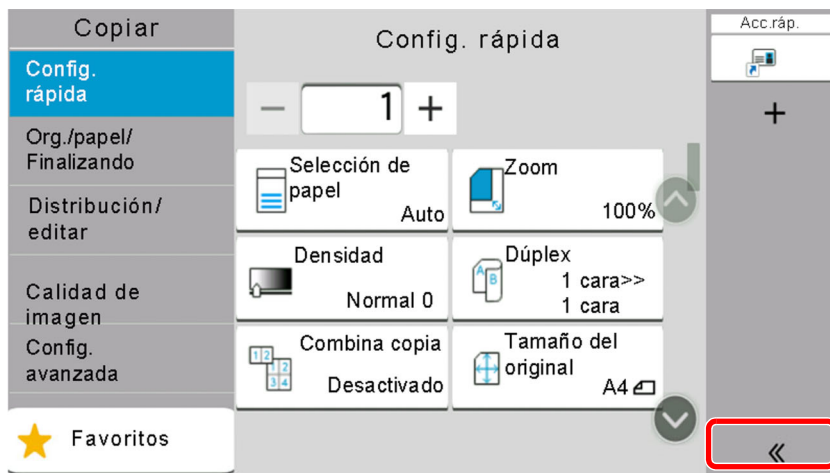 Copiar
Config.
rápida
Org./papel/
Finalizando
Distribución/
editar
Calidad de
imagen
Config.
avanzada
Favoritos
Config. rápida
− 1 +
Selección de
papel
Auto
Zoom
100%
Densidad
Normal 0
Dúplex
1 cara>>
1 cara
Combina copia
Desactivado
Tamaño del
original
A4
Acc.ráp.
+
«